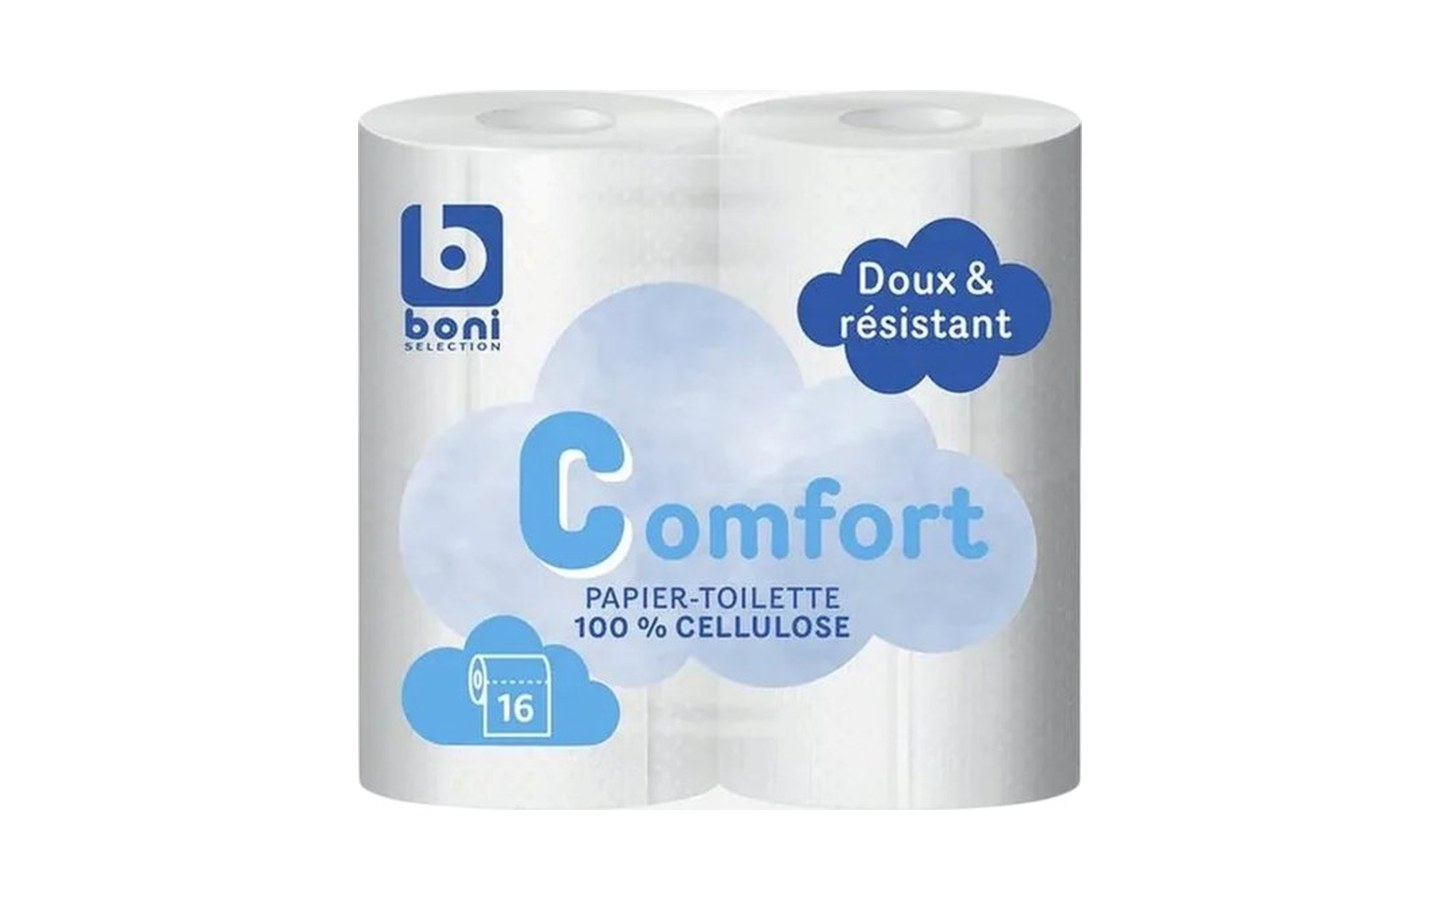 b
boni
SELECTION
Doux &
résistant
Comfort
PAPIER-TOILETTE
100 % CELLULOSE
16